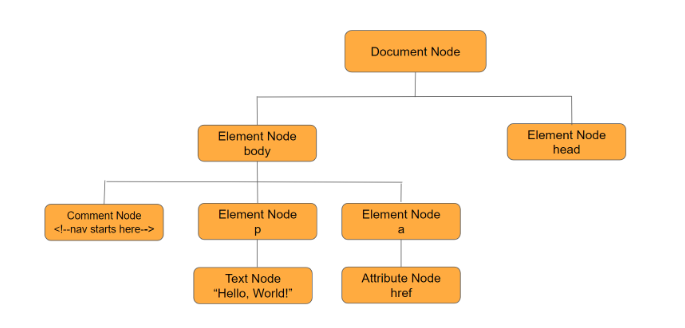 Document Node
Element Node
body
Element Node
head
Comment Node
<!--nav starts here-->
Element Node
p
Element Node
a
Text Node
“Hello, World!”
Attribute Node
href